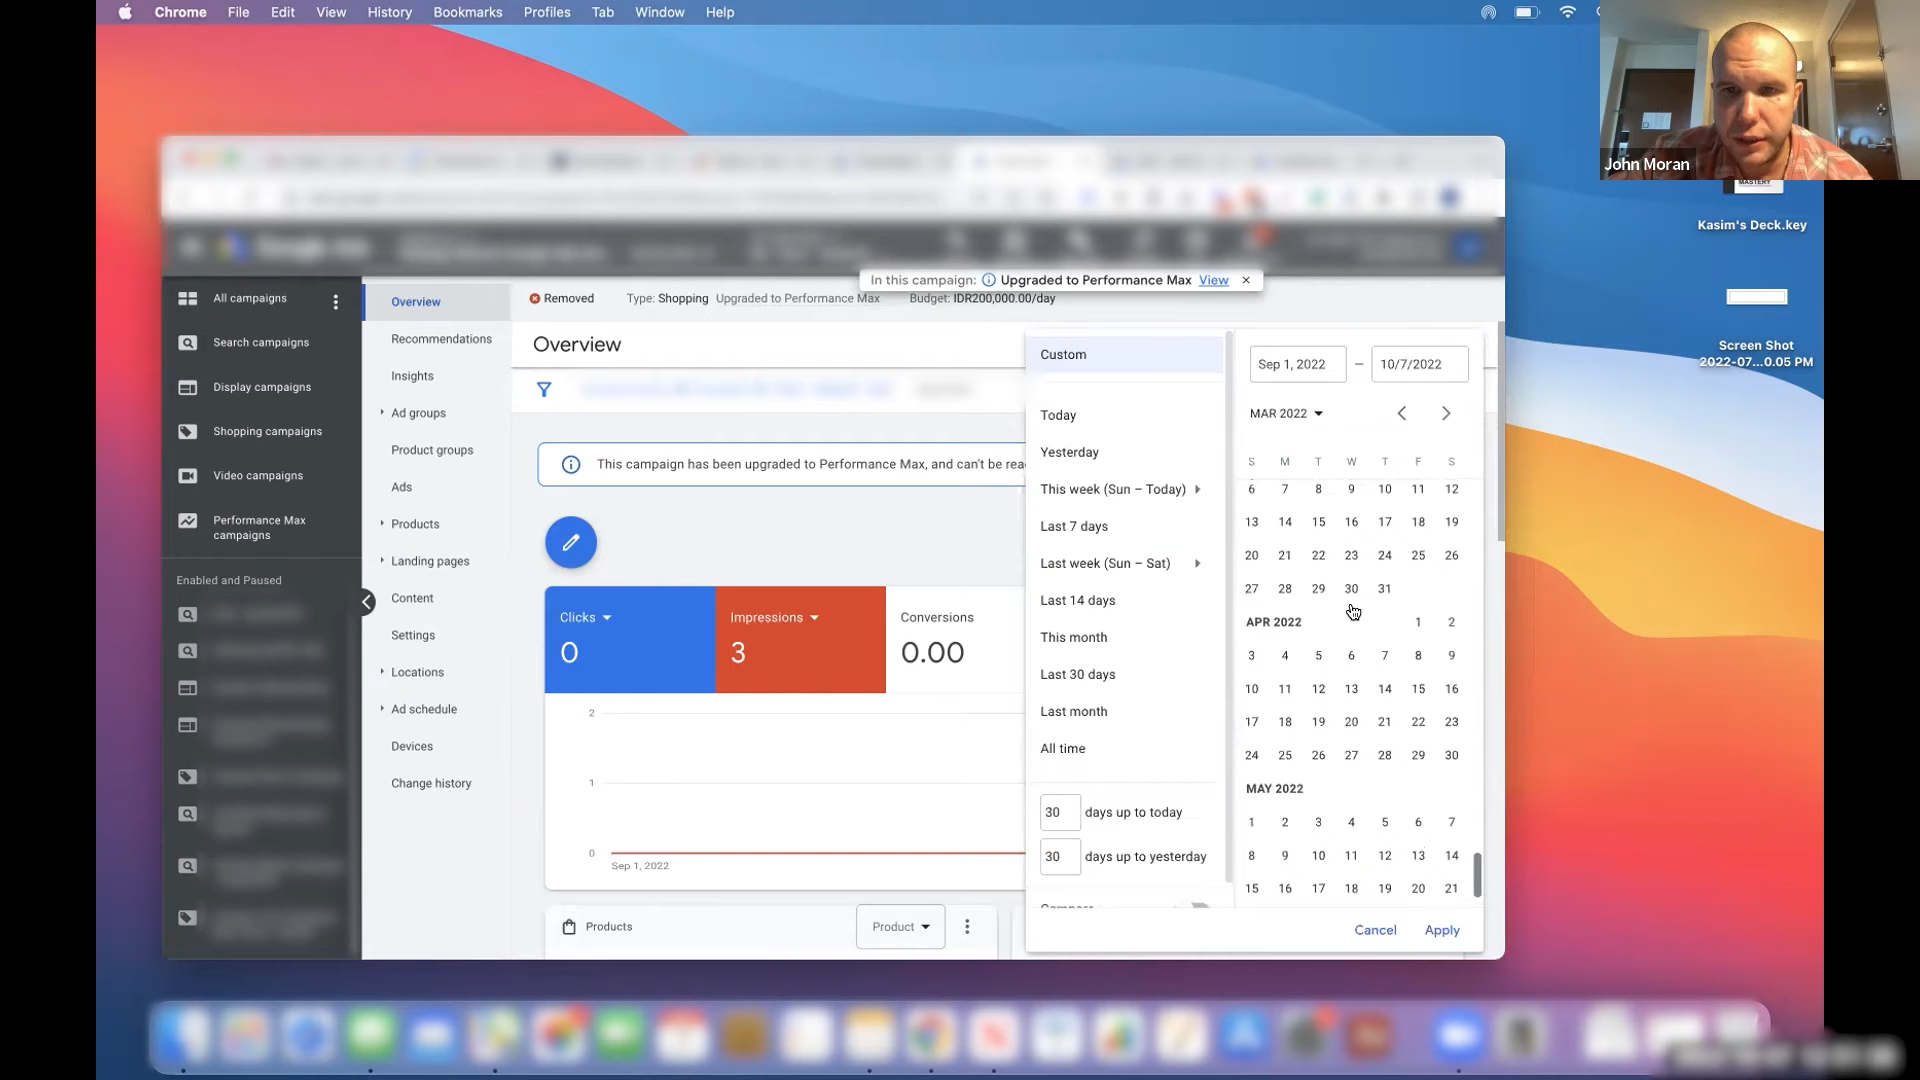 Chrome File Edit View History Bookmarks Profiles Tab Window Help
John Moran
MASTERY
Kasim's Deck.key
Screen Shot
2022-07...0.05 PM
In this campaign: Upgraded to Performance Max View
Removed Type: Shopping Upgraded to Performance Max Budget: IDR200,000.00/day
All campaigns
Search campaigns
Display campaigns
Shopping campaigns
Video campaigns
Performance Max
campaigns
Enabled and Paused
Overview
Recommendations
Insights
Ad groups
Product groups
Ads
Products
Landing pages
Content
Settings
Locations
Ad schedule
Devices
Change history
Overview
This campaign has been upgraded to Performance Max, and can't be rea
Clicks
0
Impressions
3
Conversions
0.00
2
1
0
Sep 1, 2022
Products
Product
Custom
Today
Yesterday
This week (Sun – Today)
Last 7 days
Last week (Sun – Sat)
Last 14 days
This month
Last 30 days
Last month
All time
30 days up to today
30 days up to yesterday
Compare
Sep 1, 2022 – 10/7/2022
MAR 2022
S M T W T F S
6 7 8 9 10 11 12
13 14 15 16 17 18 19
20 21 22 23 24 25 26
27 28 29 30 31
APR 2022 1 2
3 4 5 6 7 8 9
10 11 12 13 14 15 16
17 18 19 20 21 22 23
24 25 26 27 28 29 30
MAY 2022
1 2 3 4 5 6 7
8 9 10 11 12 13 14
15 16 17 18 19 20 21
Cancel Apply